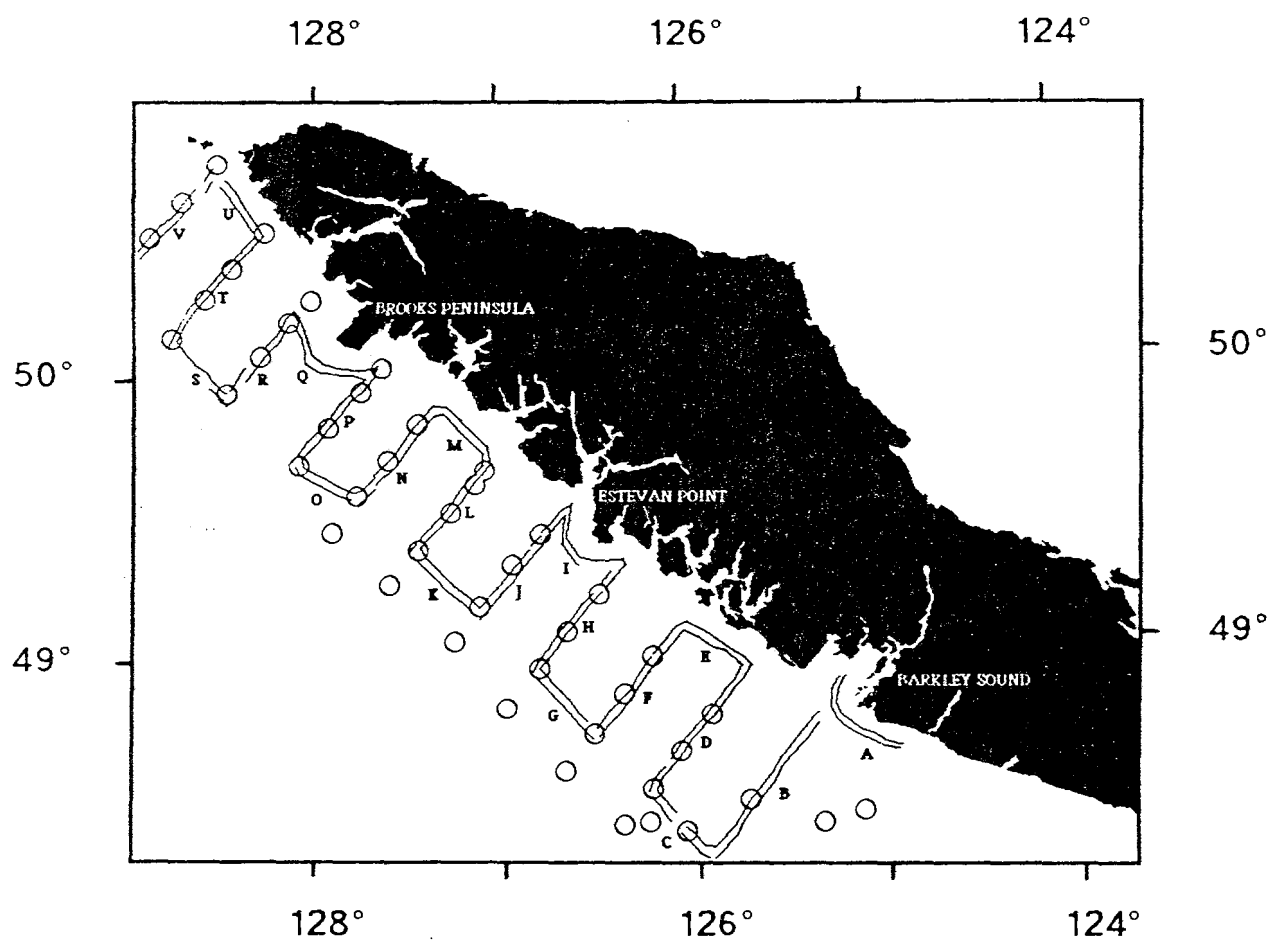 128° 126° 124°
U
V
T
BROOKS PENINSULA
50° 50°
S R Q
P
M
N
O
ESTEVAN POINT
L
I
K J
H
49° 49°
E
BARKLEY SOUND
G F
D
A
B
C
128° 126° 124°